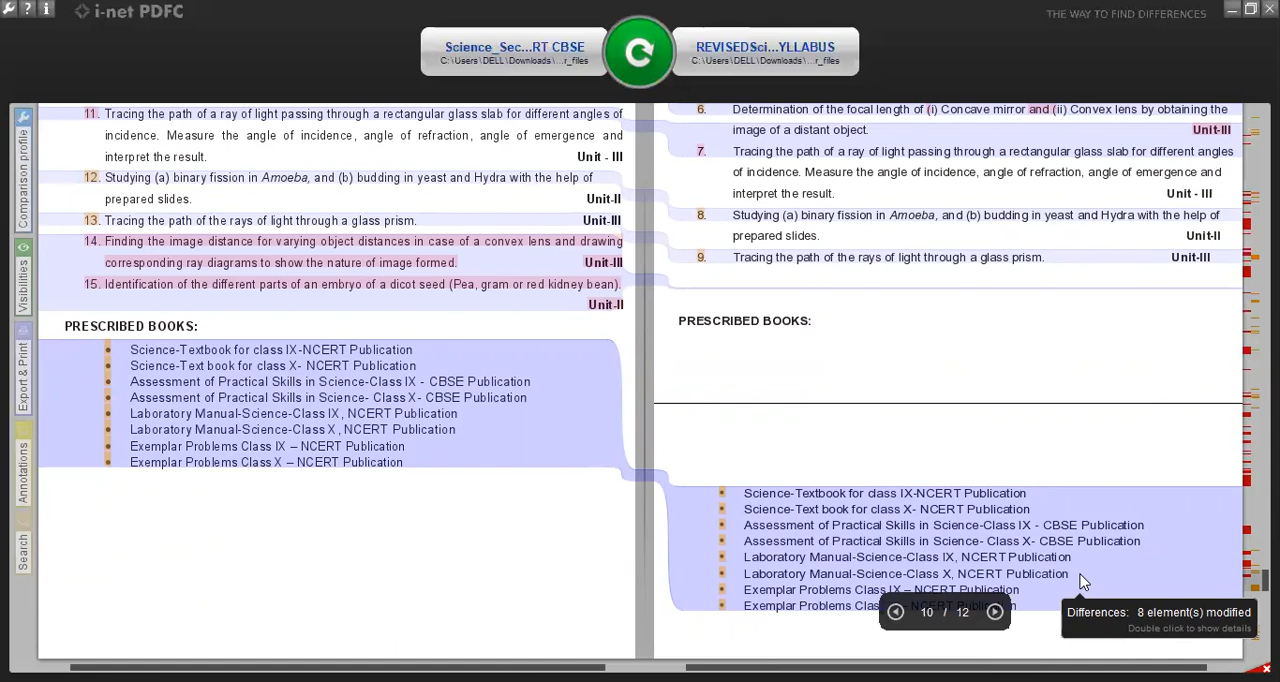 i-net PDFC
THE WAY TO FIND DIFFERENCES
Science_Sec...RT CBSE
C:\Users\DELL\Downloads\...r_files
REVISEDSci...YLLABUS
C:\Users\DELL\Downloads\...r_files
Comparison profile
Visibilities
Export & Print
Annotations
Search
11. Tracing the path of a ray of light passing through a rectangular glass slab for different angles of
incidence. Measure the angle of incidence, angle of refraction, angle of emergence and
interpret the result. Unit - III
12. Studying (a) binary fission in Amoeba, and (b) budding in yeast and Hydra with the help of
prepared slides. Unit-II
13. Tracing the path of the rays of light through a glass prism. Unit-III
14. Finding the image distance for varying object distances in case of a convex lens and drawing
corresponding ray diagrams to show the nature of image formed. Unit-III
15. Identification of the different parts of an embryo of a dicot seed (Pea, gram or red kidney bean).
Unit-II
PRESCRIBED BOOKS:
• Science-Textbook for class IX-NCERT Publication
• Science-Text book for class X- NCERT Publication
• Assessment of Practical Skills in Science-Class IX - CBSE Publication
• Assessment of Practical Skills in Science- Class X- CBSE Publication
• Laboratory Manual-Science-Class IX, NCERT Publication
• Laboratory Manual-Science-Class X, NCERT Publication
• Exemplar Problems Class IX – NCERT Publication
• Exemplar Problems Class X – NCERT Publication
6. Determination of the focal length of (i) Concave mirror and (ii) Convex lens by obtaining the
image of a distant object. Unit-III
7. Tracing the path of a ray of light passing through a rectangular glass slab for different angles
of incidence. Measure the angle of incidence, angle of refraction, angle of emergence and
interpret the result. Unit - III
8. Studying (a) binary fission in Amoeba, and (b) budding in yeast and Hydra with the help of
prepared slides. Unit-II
9. Tracing the path of the rays of light through a glass prism. Unit-III
PRESCRIBED BOOKS:
• Science-Textbook for class IX-NCERT Publication
• Science-Text book for class X- NCERT Publication
• Assessment of Practical Skills in Science-Class IX - CBSE Publication
• Assessment of Practical Skills in Science- Class X- CBSE Publication
• Laboratory Manual-Science-Class IX, NCERT Publication
• Laboratory Manual-Science-Class X, NCERT Publication
• Exemplar Problems Class IX – NCERT Publication
• Exemplar Problems Class
10 / 12
Differences: 8 element(s) modified
Double click to show details